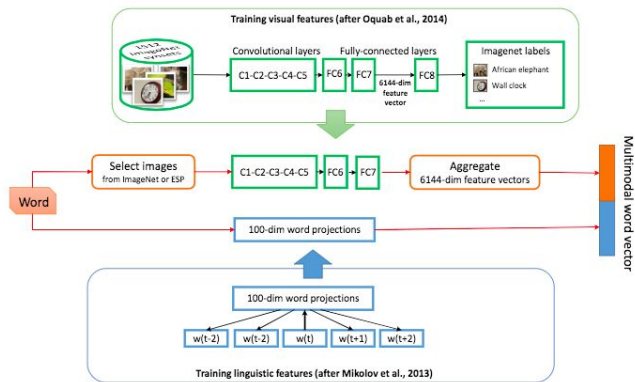 Training visual features (after Oquab et al., 2014)
1512
ImageNet
synsets
Convolutional layers
Fully-connected layers
Imagenet labels
C1-C2-C3-C4-C5
FC6
FC7
6144-dim
feature
vector
FC8
African elephant
Wall clock
...
Word
Select images
from ImageNet or ESP
C1-C2-C3-C4-C5
FC6
FC7
Aggregate
6144-dim feature vectors
Multimodal word vector
100-dim word projections
100-dim word projections
w(t-2)
w(t-2)
w(t)
w(t+1)
w(t+2)
Training linguistic features (after Mikolov et al., 2013)